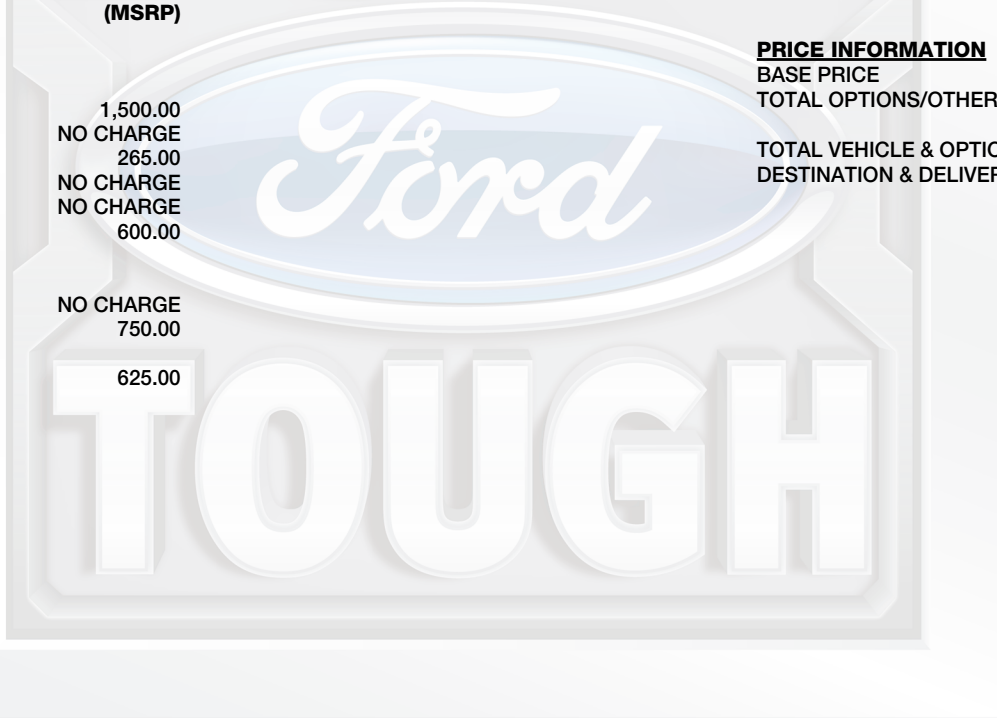 (MSRP)
1,500.00
NO CHARGE
265.00
NO CHARGE
NO CHARGE
600.00
NO CHARGE
750.00
625.00
PRICE INFORMATION
BASE PRICE
TOTAL OPTIONS/OTHER
TOTAL VEHICLE & OPTIO
DESTINATION & DELIVER
Ford
TOUGH